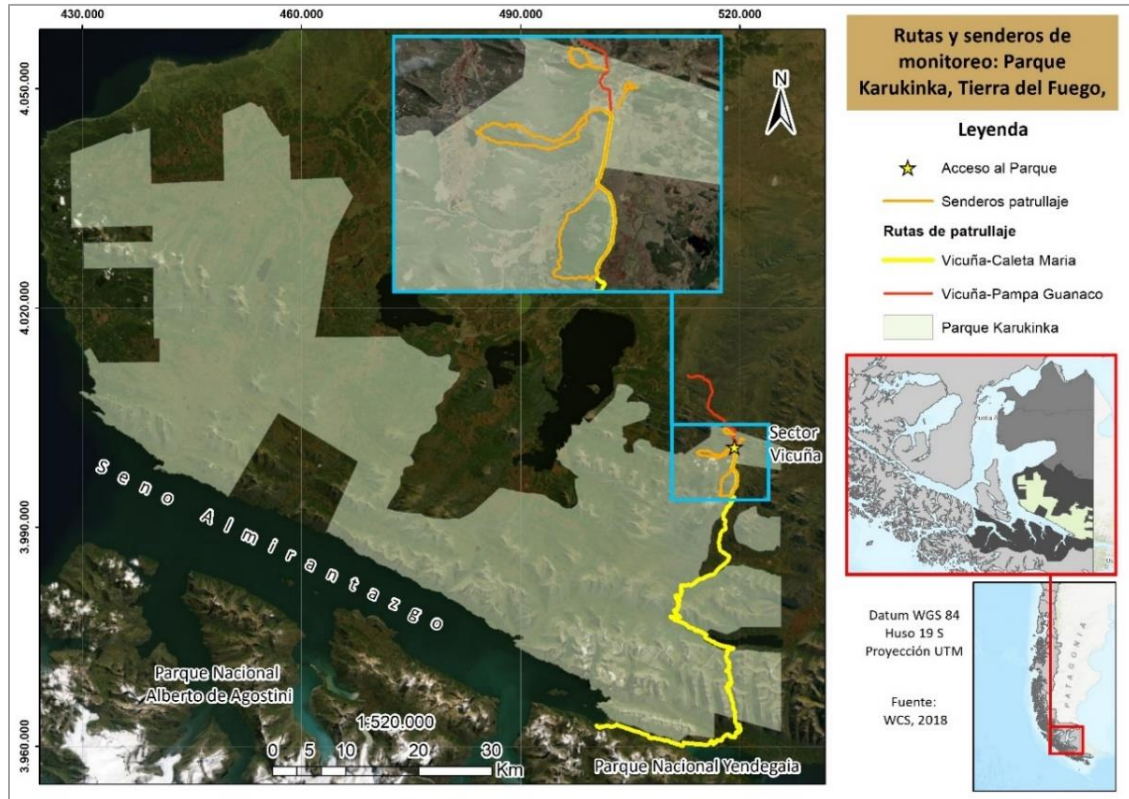 430.000
460.000
490.000
520.000
4.050.000
4.020.000
3.990.000
3.960.000
N
Sector
Vicuña
Seno Almirantazgo
Parque Nacional
Alberto de Agostini
1:520.000
0 5 10 20 30
Km
Parque Nacional Yendegaia
Rutas y senderos de
monitoreo: Parque
Karukinka, Tierra del Fuego,
Leyenda
Acceso al Parque
Senderos patrullaje
Rutas de patrullaje
Vicuña-Caleta Maria
Vicuña-Pampa Guanaco
Parque Karukinka
Datum WGS 84
Huso 19 S
Proyección UTM
Fuente:
WCS, 2018
PATAGONIA